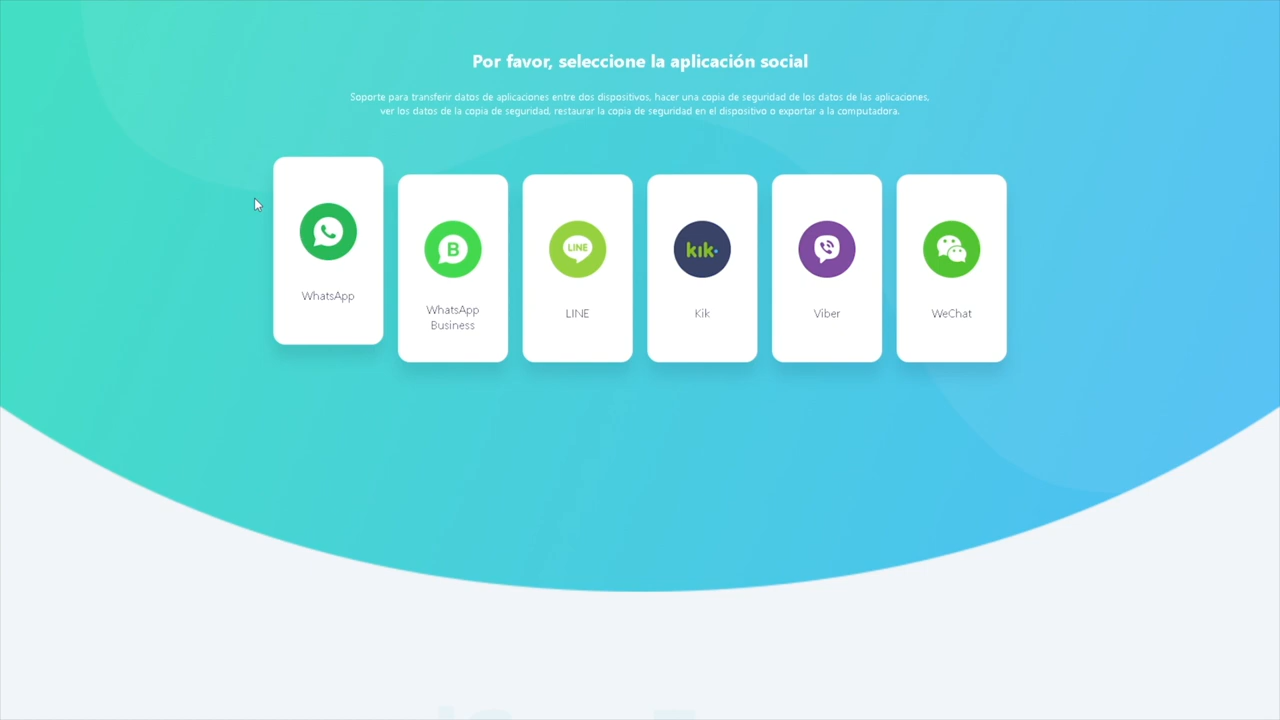 Por favor, seleccione la aplicación social
Soporte para transferir datos de aplicaciones entre dos dispositivos, hacer una copia de seguridad de los datos de las aplicaciones,
ver los datos de la copia de seguridad, restaurar la copia de seguridad en el dispositivo o exportar a la computadora.
B
LINE
kik
WhatsApp
WhatsApp
Business
LINE
Kik
Viber
WeChat